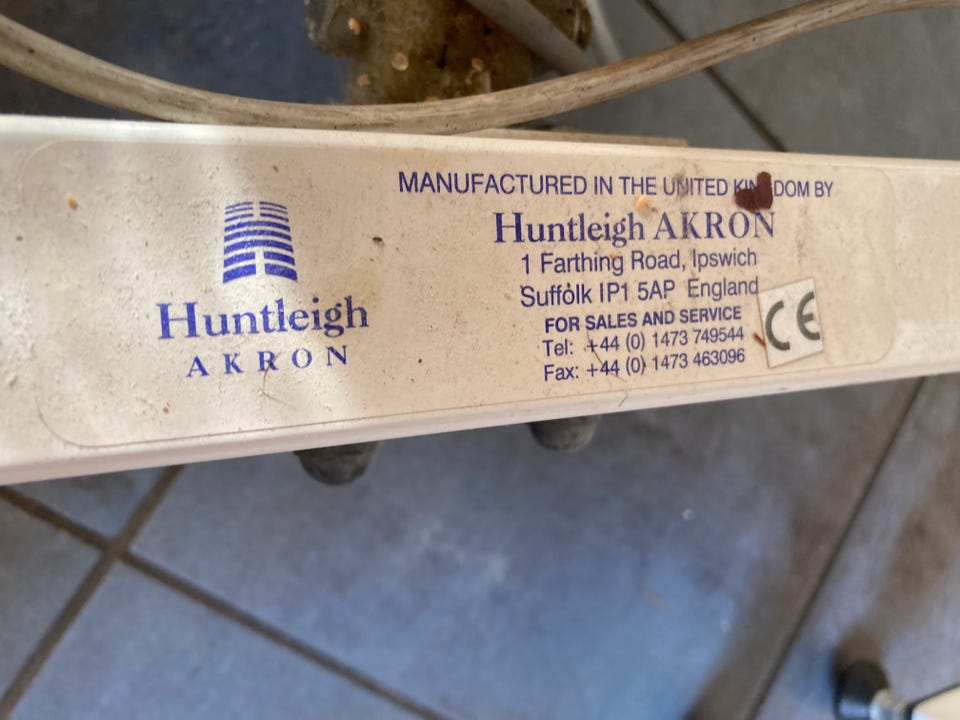 Huntleigh
AKRON
MANUFACTURED IN THE UNITED KINGDOM BY
Huntleigh AKRON
1 Farthing Road, Ipswich
Suffolk IP1 5AP England
FOR SALES AND SERVICE
Tel: +44 (0) 1473 749544
Fax: +44 (0) 1473 463096
CE